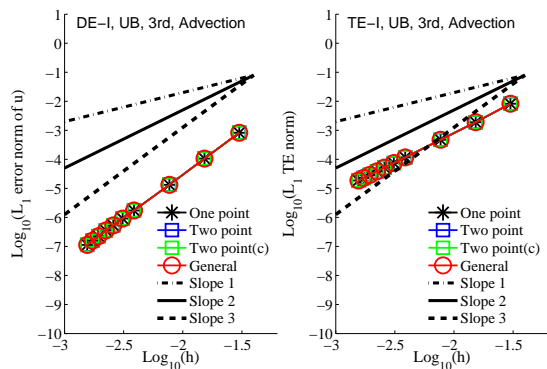 DE−I, UB, 3rd, Advection
Log10(L1 error norm of u)
1
0
−1
−2
−3
−4
−5
−6
−7
−8
−9
−10
−3
−2.5
−2
−1.5
Log10(h)
One point
Two point
Two point(c)
General
Slope 1
Slope 2
Slope 3
TE−I, UB, 3rd, Advection
Log10(L1 TE norm)
1
0
−1
−2
−3
−4
−5
−6
−7
−8
−9
−10
−3
−2.5
−2
−1.5
Log10(h)
One point
Two point
Two point(c)
General
Slope 1
Slope 2
Slope 3